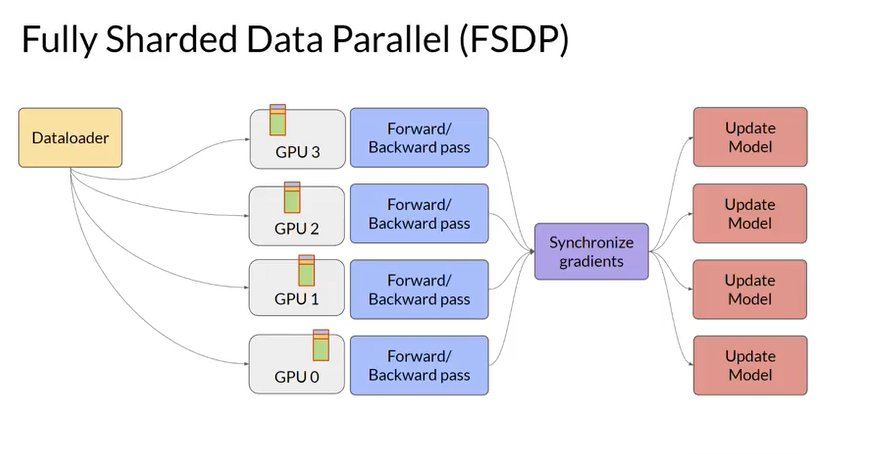 Fully Sharded Data Parallel (FSDP)
Dataloader
GPU 3
Forward/
Backward pass
Update
Model
GPU 2
Forward/
Backward pass
Update
Model
Synchronize
gradients
GPU 1
Forward/
Backward pass
Update
Model
GPU 0
Forward/
Backward pass
Update
Model